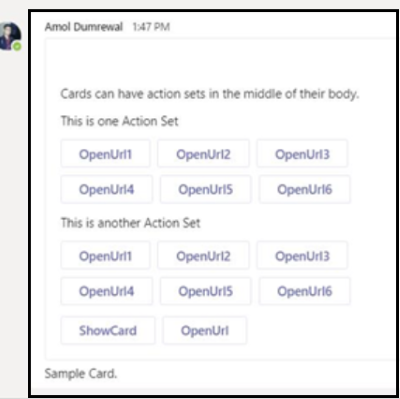 Amol Dumrewal 1:47 PM
Cards can have action sets in the middle of their body.
This is one Action Set
OpenUrl1 OpenUrl2 OpenUrl3
OpenUrl4 OpenUrl5 OpenUrl6
This is another Action Set
OpenUrl1 OpenUrl2 OpenUrl3
OpenUrl4 OpenUrl5 OpenUrl6
ShowCard OpenUrl
Sample Card.